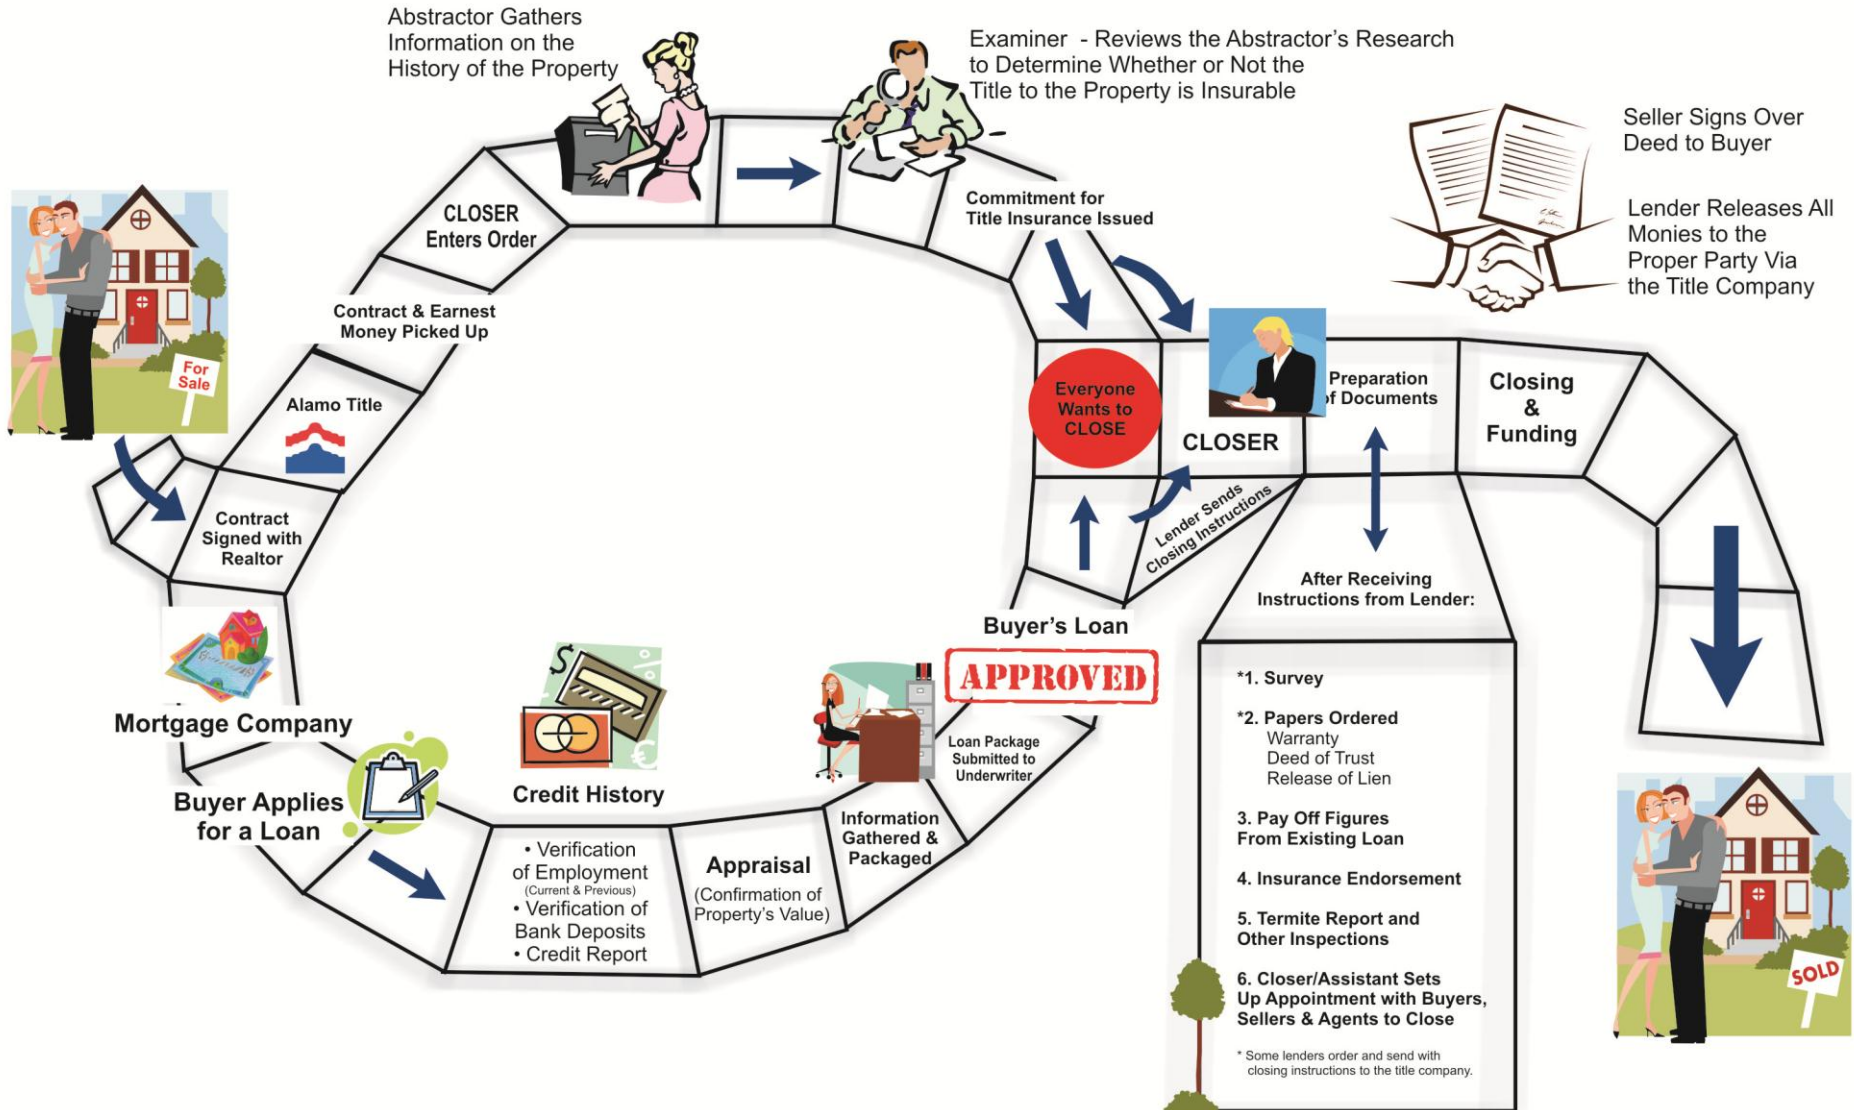 Abstractor Gathers
Information on the
History of the Property
Examiner - Reviews the Abstractor's Research
to Determine Whether or Not the
Title to the Property is Insurable
Seller Signs Over
Deed to Buyer
Lender Releases All
Monies to the
Proper Party Via
the Title Company
For
Sale
CLOSER
Enters Order
Contract & Earnest
Money Picked Up
Alamo Title
Contract
Signed with
Realtor
Commitment for
Title Insurance Issued
Everyone
Wants to
CLOSE
CLOSER
Preparation
of Documents
Closing
&
Funding
Lender Sends
Closing Instructions
After Receiving
Instructions from Lender:
*1. Survey
*2. Papers Ordered
Warranty
Deed of Trust
Release of Lien
3. Pay Off Figures
From Existing Loan
4. Insurance Endorsement
5. Termite Report and
Other Inspections
6. Closer/Assistant Sets
Up Appointment with Buyers,
Sellers & Agents to Close
* Some lenders order and send with
closing instructions to the title company.
Mortgage Company
Buyer Applies
for a Loan
$
%
€
Credit History
• Verification
of Employment
(Current & Previous)
• Verification of
Bank Deposits
• Credit Report
Appraisal
(Confirmation of
Property's Value)
Information
Gathered &
Packaged
Loan Package
Submitted to
Underwriter
Buyer's Loan
APPROVED
SOLD